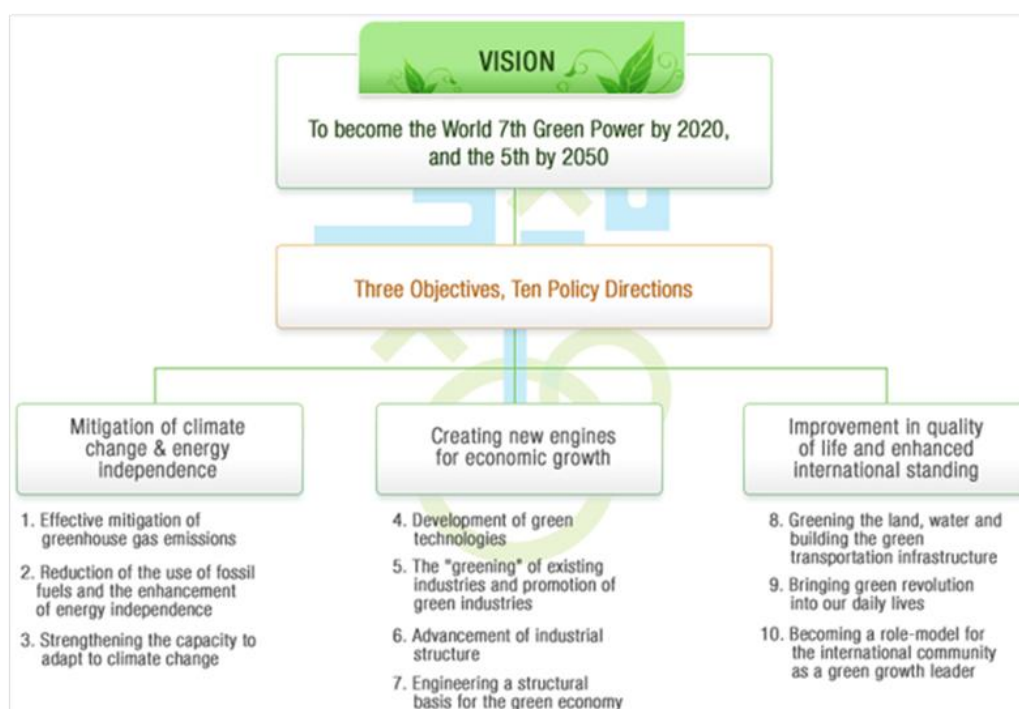 VISION
To become the World 7th Green Power by 2020,
and the 5th by 2050
Three Objectives, Ten Policy Directions
Mitigation of climate
change & energy
independence
1. Effective mitigation of
greenhouse gas emissions
2. Reduction of the use of fossil
fuels and the enhancement
of energy independence
3. Strengthening the capacity to
adapt to climate change
Creating new engines
for economic growth
4. Development of green
technologies
5. The "greening" of existing
industries and promotion of
green industries
6. Advancement of industrial
structure
7. Engineering a structural
basis for the green economy
Improvement in quality
of life and enhanced
international standing
8. Greening the land, water and
building the green
transportation infrastructure
9. Bringing green revolution
into our daily lives
10. Becoming a role-model for
the international community
as a green growth leader